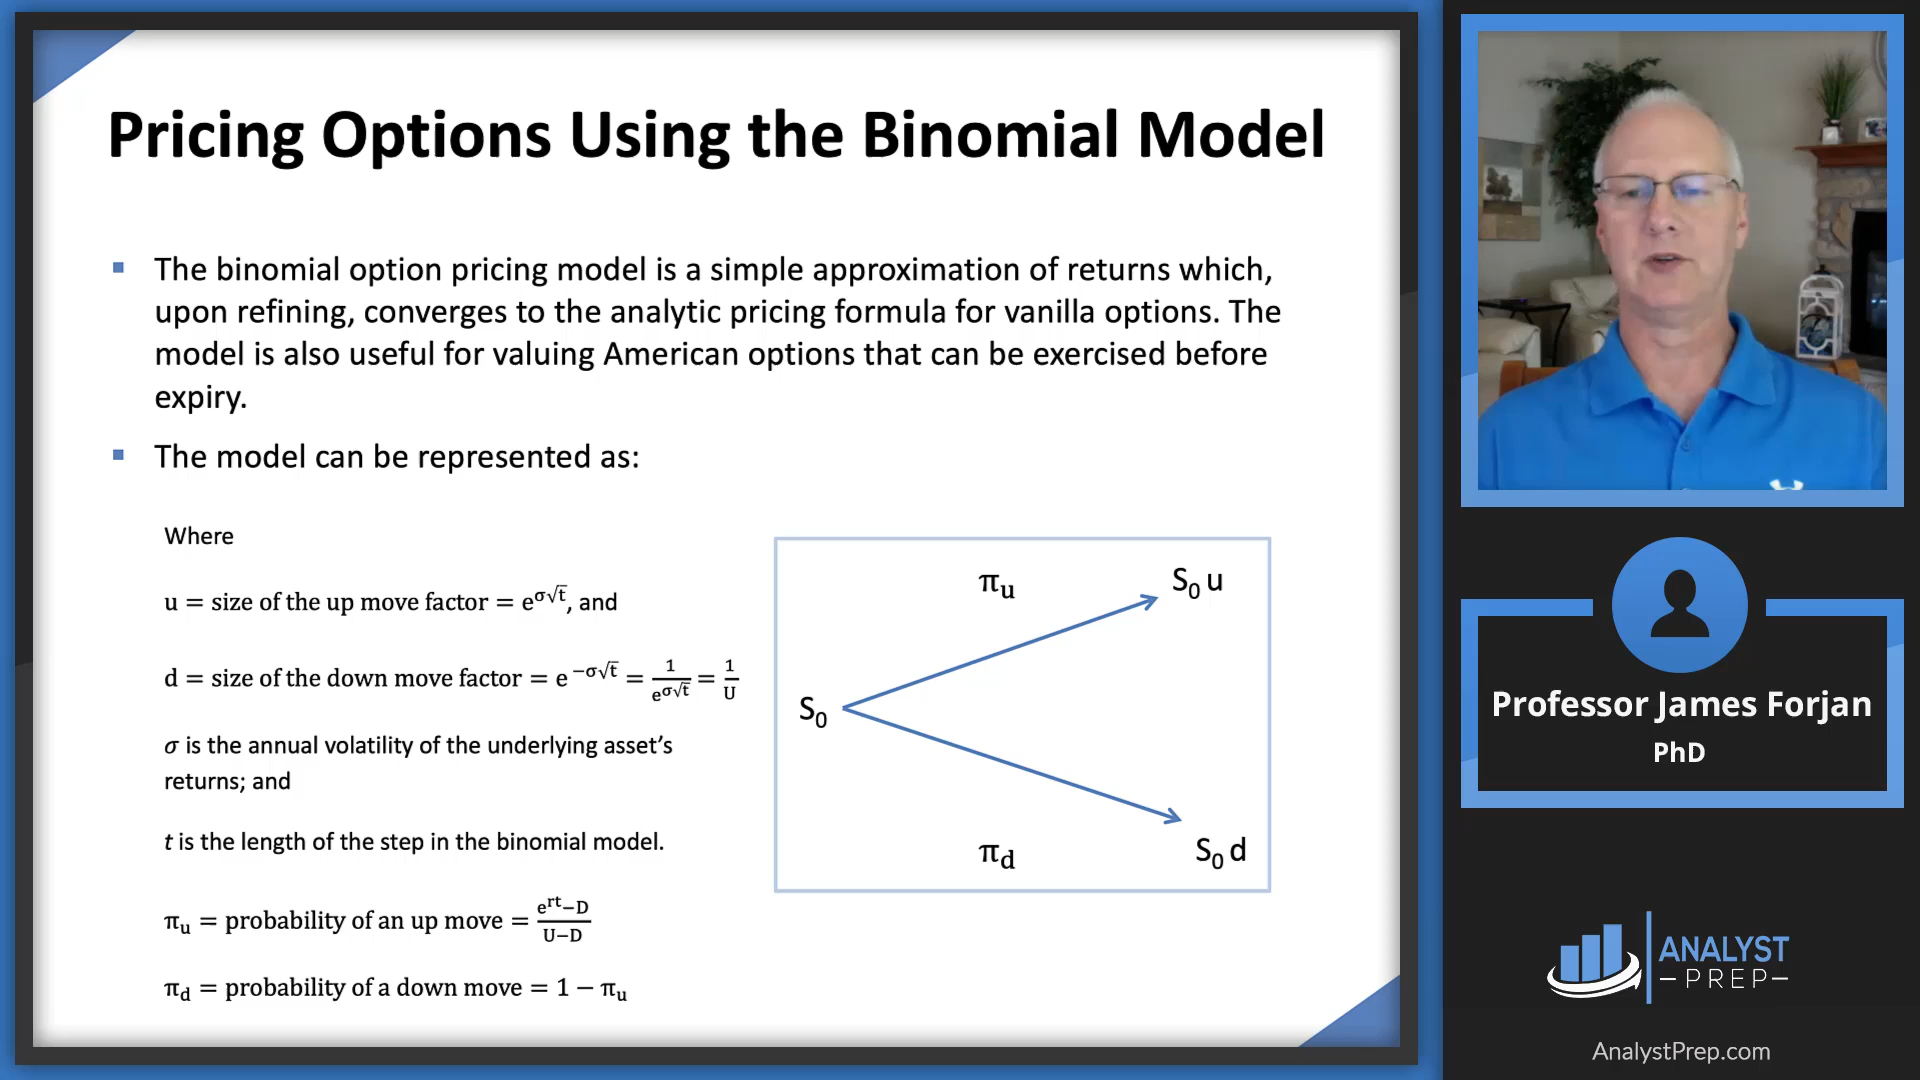 Pricing Options Using the Binomial Model
▪ The binomial option pricing model is a simple approximation of returns which,
upon refining, converges to the analytic pricing formula for vanilla options. The
model is also useful for valuing American options that can be exercised before
expiry.
▪ The model can be represented as:
Where
u = size of the up move factor = e^{σ√t}, and
d = size of the down move factor = e^{−σ√t} = 1/e^{σ√t} = 1/U
σ is the annual volatility of the underlying asset’s
returns; and
t is the length of the step in the binomial model.
π_u = probability of an up move = (e^{rt}−D)/(U−D)
π_d = probability of a down move = 1 − π_u
π_u
S_0 u
S_0
π_d
S_0 d
Professor James Forjan
PhD
ANALYST
PREP
AnalystPrep.com